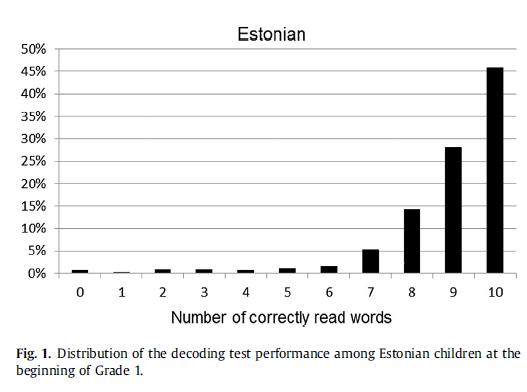 Estonian
50%
45%
40%
35%
30%
25%
20%
15%
10%
5%
0%
0 1 2 3 4 5 6 7 8 9 10
Number of correctly read words
Fig. 1. Distribution of the decoding test performance among Estonian children at the
beginning of Grade 1.